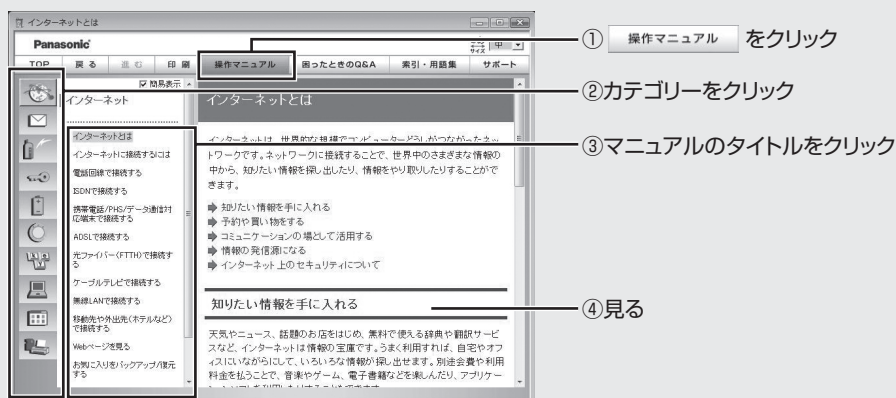 インターネットとは
Panasonic
サイズ 中
TOP 戻る 進む 印刷 操作マニュアル 困ったときのQ&A 索引・用語集 サポート
簡易表示
インターネット
インターネットとは
インターネットに接続するには
電話回線で接続する
ISDNで接続する
携帯電話/PHS/データ通信対
応端末で接続する
ADSLで接続する
光ファイバー(FTTH)で接続す
る
ケーブルテレビで接続する
無線LANで接続する
移動先や外出先(ホテルなど)
で接続する
Webページを見る
お気に入りをバックアップ/復元
する
インターネットとは
インターネットは、世界的な規模でコンピューターどうしがつながったネッ
トワークです。ネットワークに接続することで、世界中のさまざまな情報の
中から、知りたい情報を探し出したり、情報をやり取りしたりすることがで
きます。
知りたい情報を手に入れる
予約や買い物をする
コミュニケーションの場として活用する
情報の発信源になる
インターネット上のセキュリティについて
知りたい情報を手に入れる
天気やニュース、話題のお店をはじめ、無料で使える辞典や翻訳サービ
スなど、インターネットは情報の宝庫です。うまく利用すれば、自宅やオフ
ィスにいながらにして、いろいろな情報が探し出せます。別途会費や利用
料金を払うことで、音楽やゲーム、電子書籍などを楽しんだり、アプリケー
①操作マニュアル をクリック
②カテゴリーをクリック
③マニュアルのタイトルをクリック
④見る